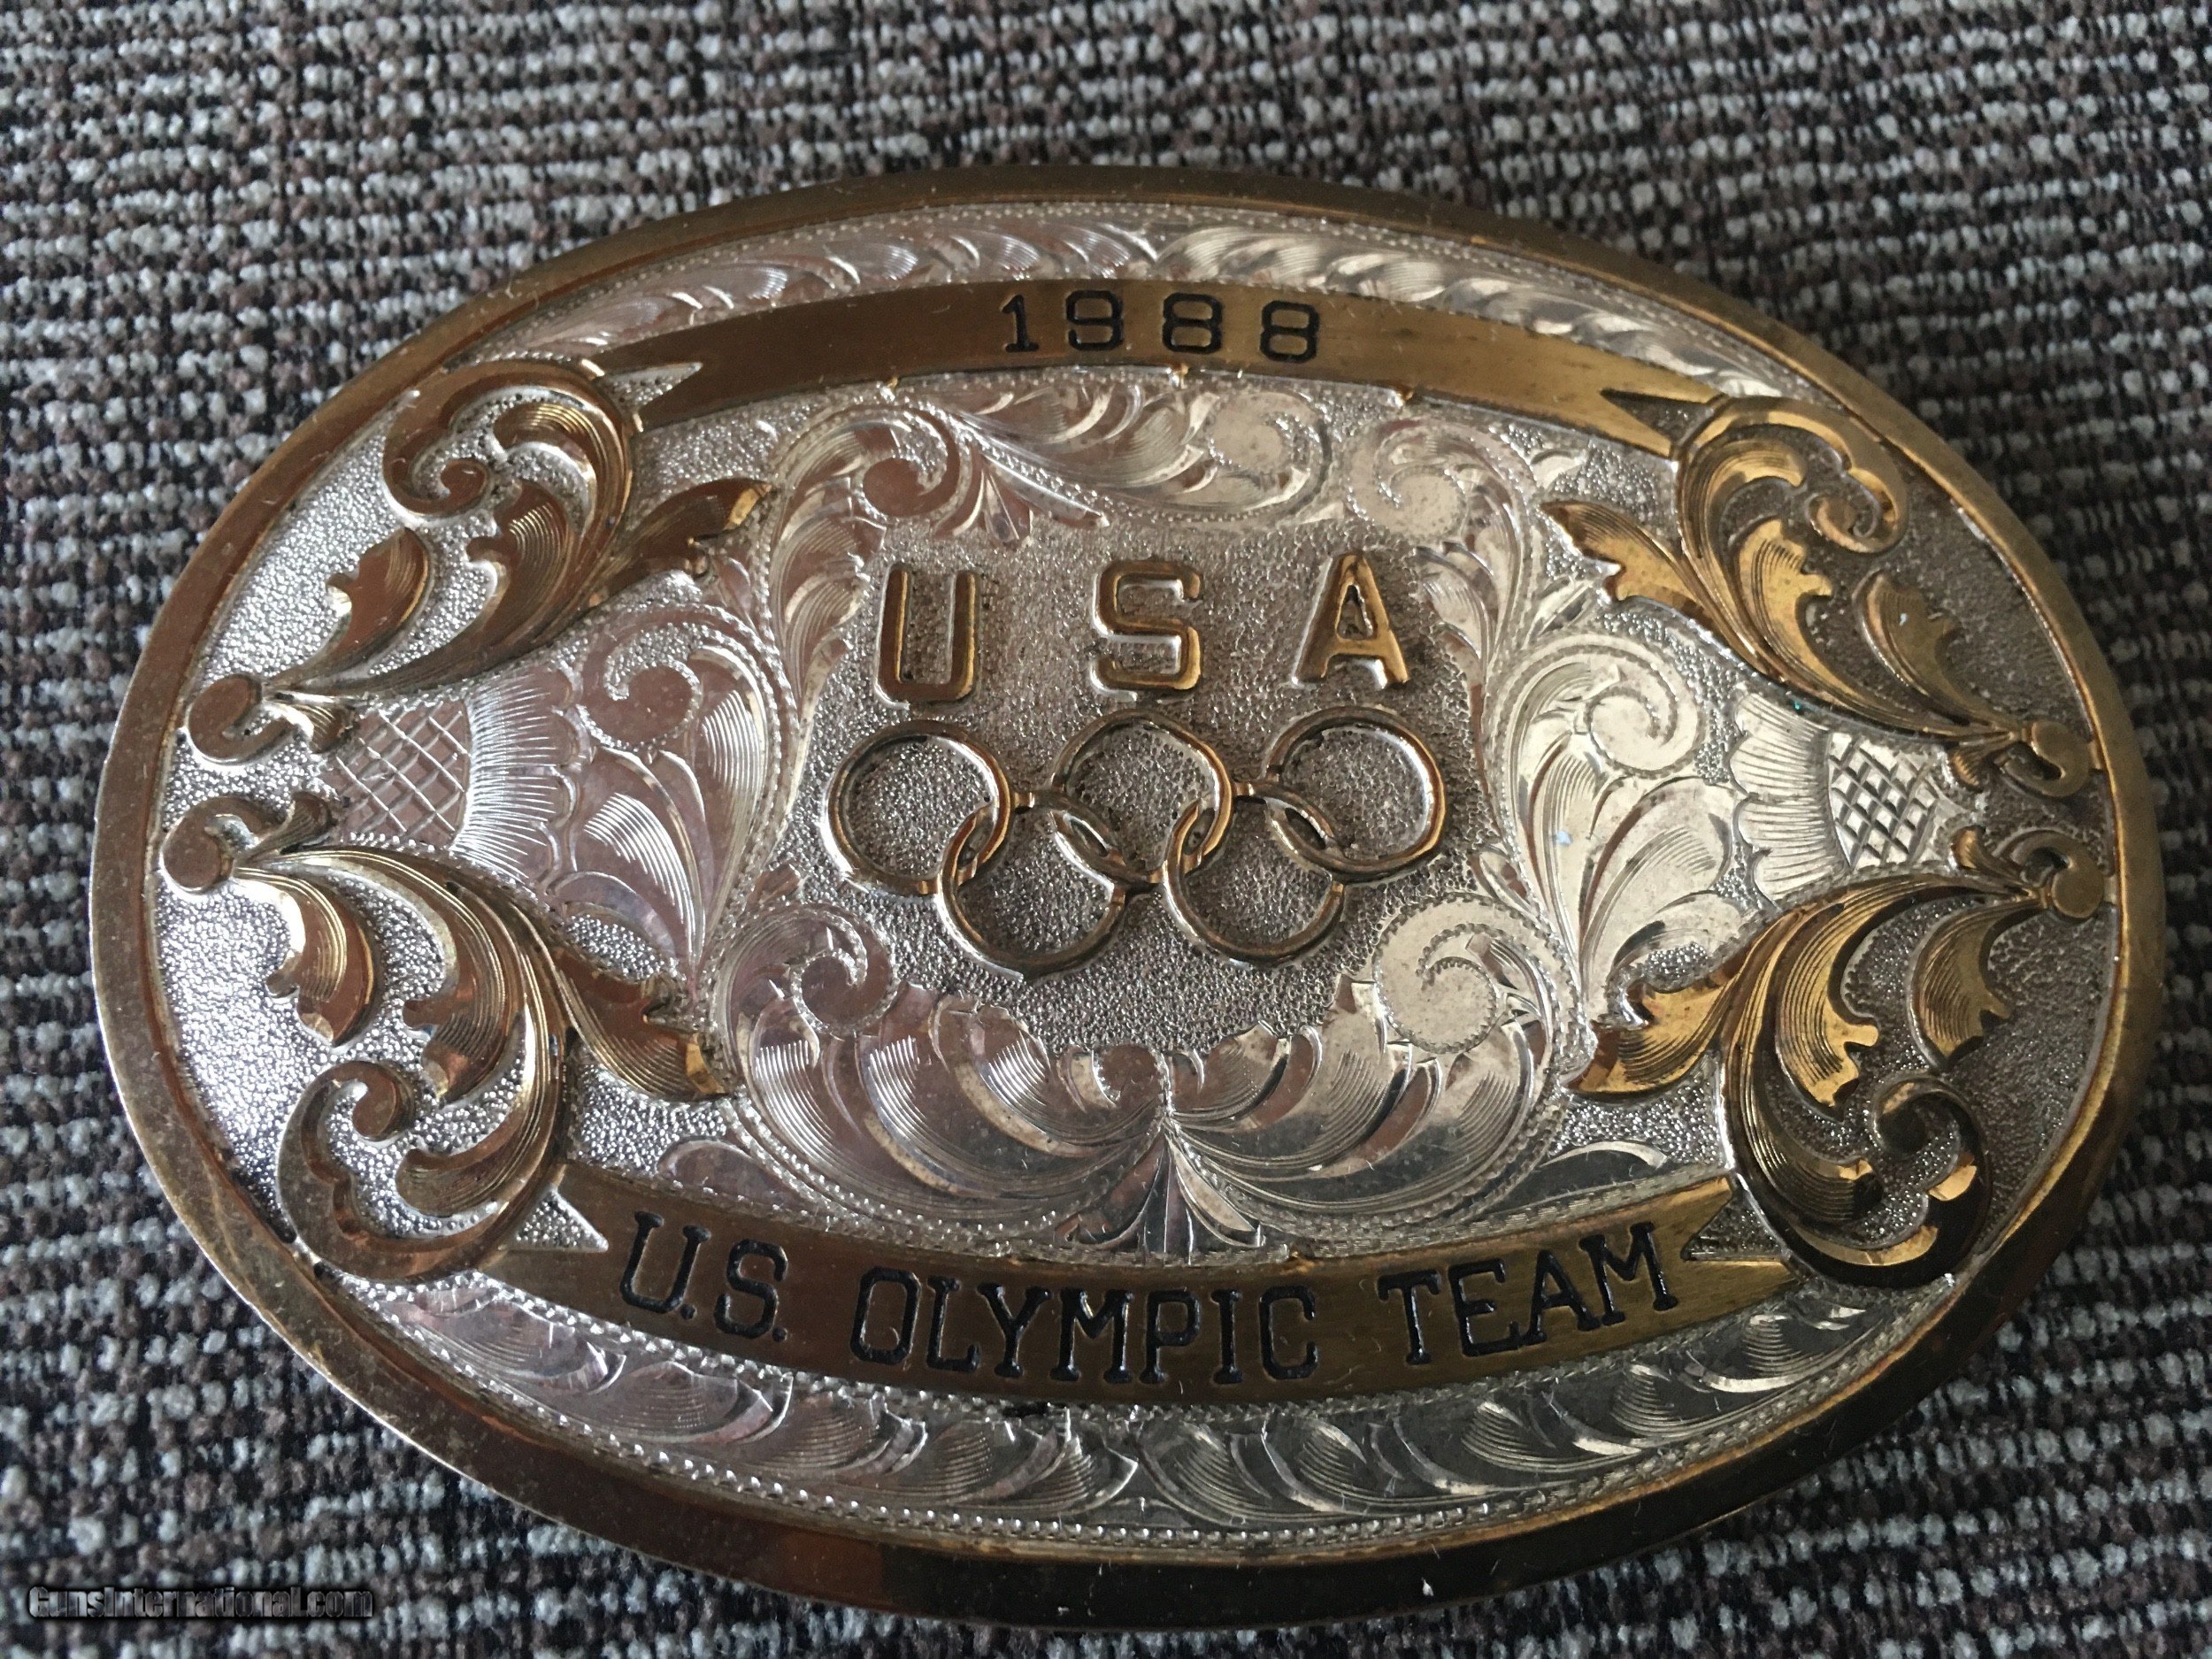 1988
USA
U.S. OLYMPIC TEAM
GunsInternational.com